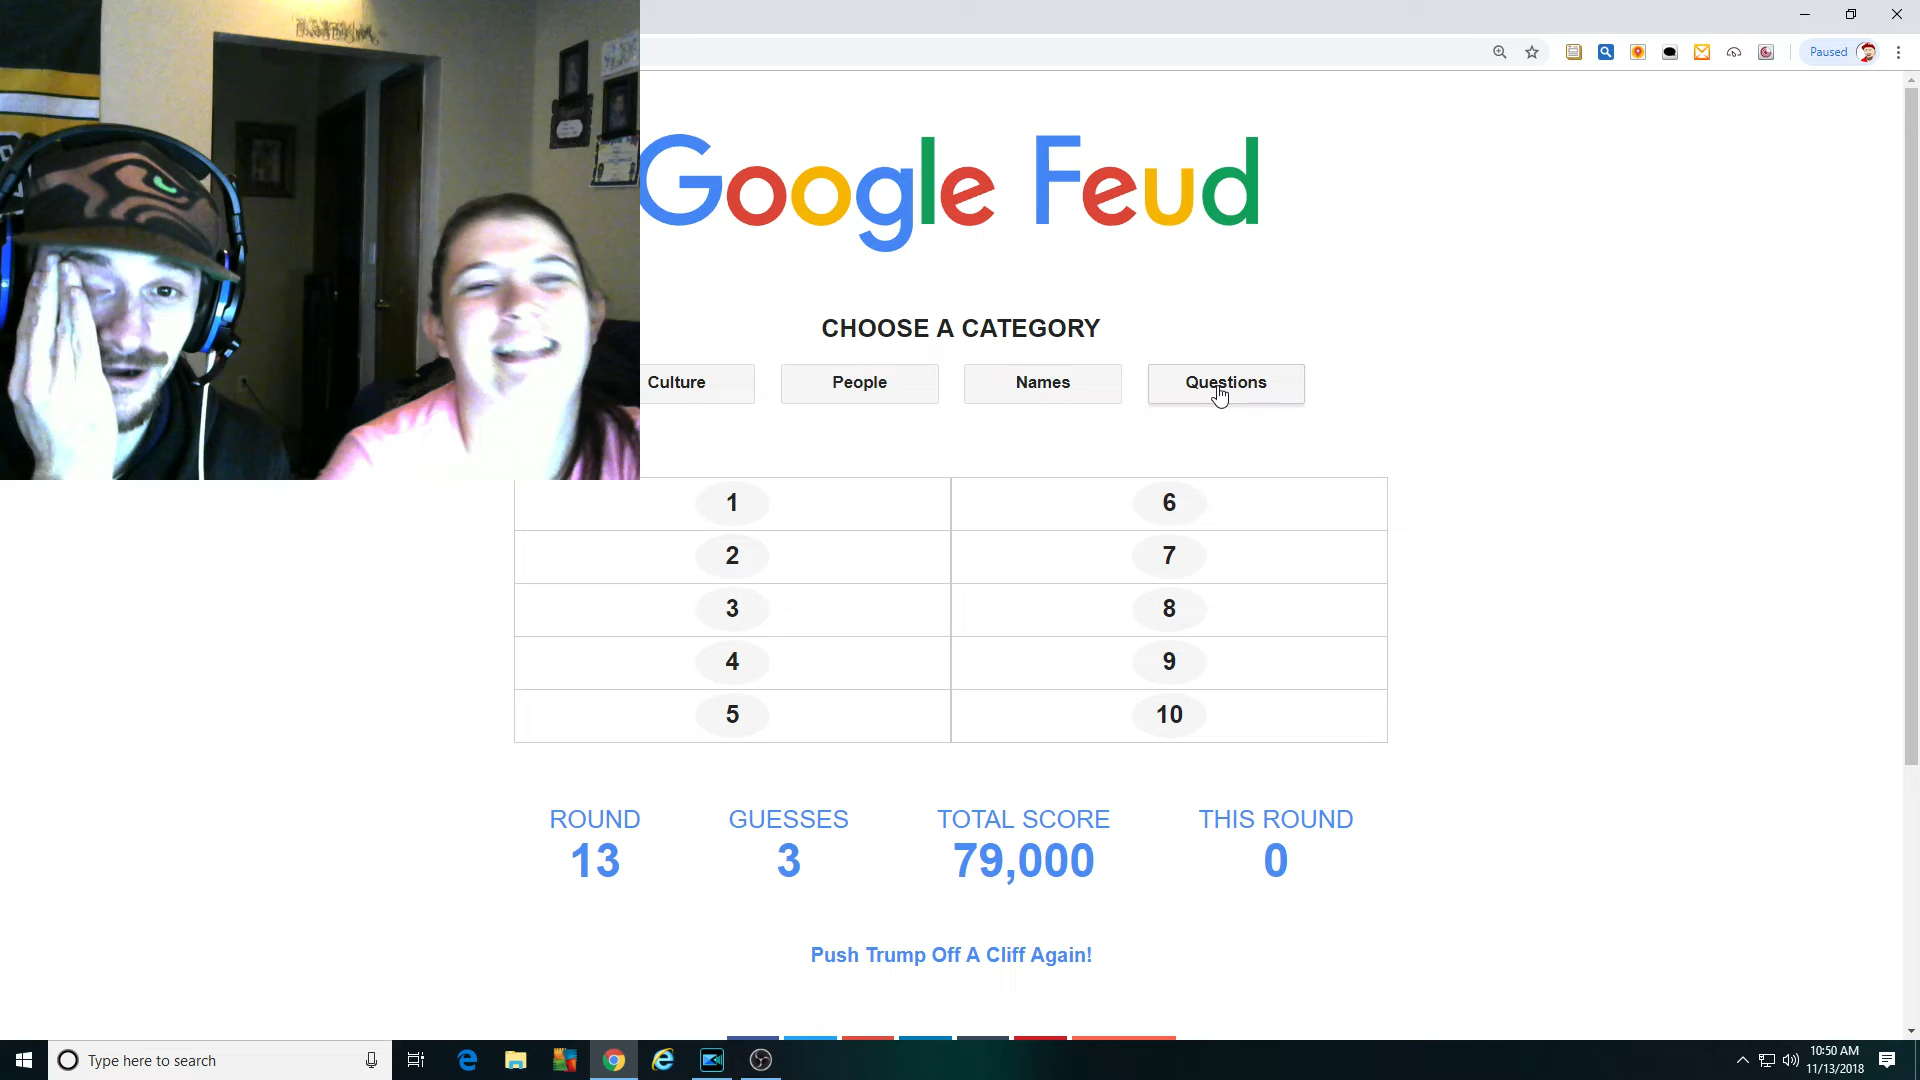 Paused
Google Feud
CHOOSE A CATEGORY
Culture
People
Names
Questions
1
6
2
7
3
8
4
9
5
10
ROUND
GUESSES
TOTAL SCORE
THIS ROUND
13
3
79,000
0
Push Trump Off A Cliff Again!
Type here to search
10:50 AM
11/13/2018